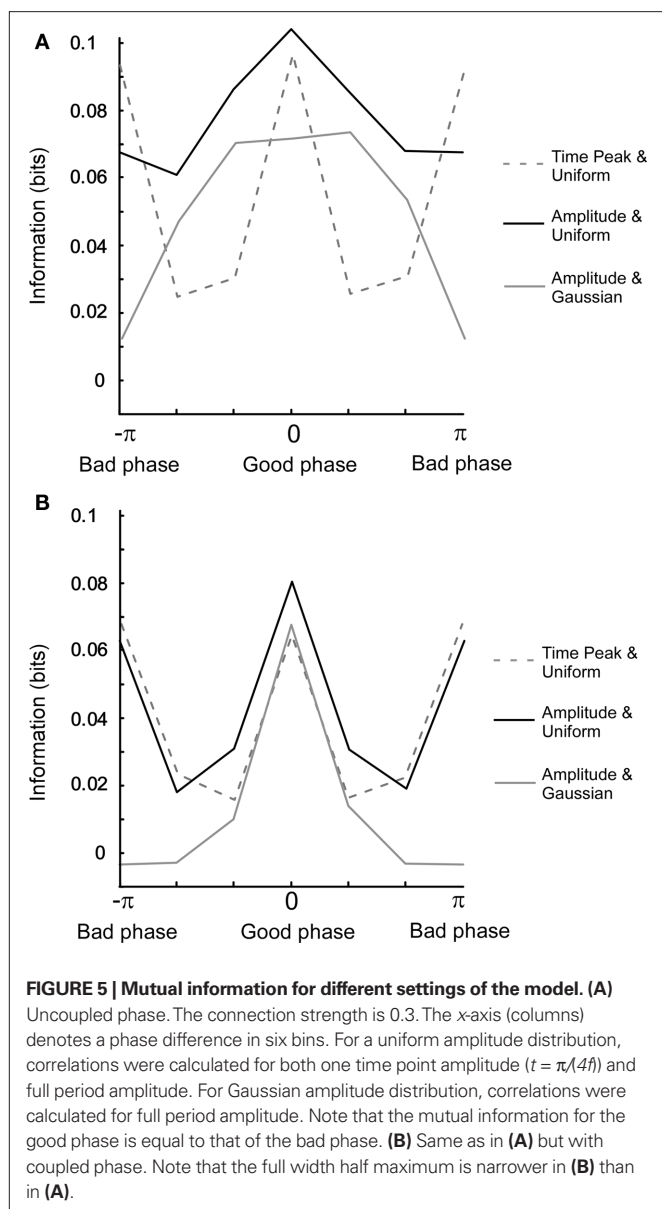 A
0.1
0.08
0.06
0.04
0.02
0
Information (bits)
-π
0
π
Bad phase
Good phase
Bad phase
Time Peak &
Uniform
Amplitude &
Uniform
Amplitude &
Gaussian
B
0.1
0.08
0.06
0.04
0.02
0
Information (bits)
-π
0
π
Bad phase
Good phase
Bad phase
Time Peak &
Uniform
Amplitude &
Uniform
Amplitude &
Gaussian
FIGURE 5 | Mutual information for different settings of the model. (A)
Uncoupled phase. The connection strength is 0.3. The x-axis (columns)
denotes a phase difference in six bins. For a uniform amplitude distribution,
correlations were calculated for both one time point amplitude (t = π/(4f)) and
full period amplitude. For Gaussian amplitude distribution, correlations were
calculated for full period amplitude. Note that the mutual information for the
good phase is equal to that of the bad phase. (B) Same as in (A) but with
coupled phase. Note that the full width half maximum is narrower in (B) than
in (A).